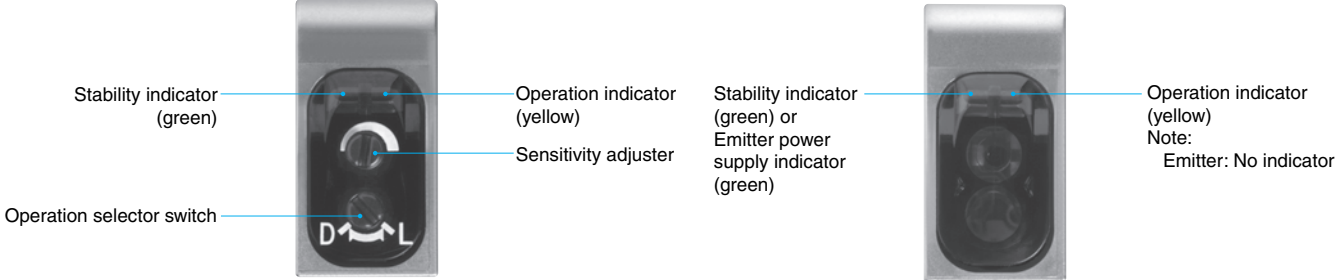 Stability indicator
(green)
Operation indicator
(yellow)
Sensitivity adjuster
Operation selector switch
D L
Stability indicator
(green) or
Emitter power
supply indicator
(green)
Operation indicator
(yellow)
Note:
Emitter: No indicator